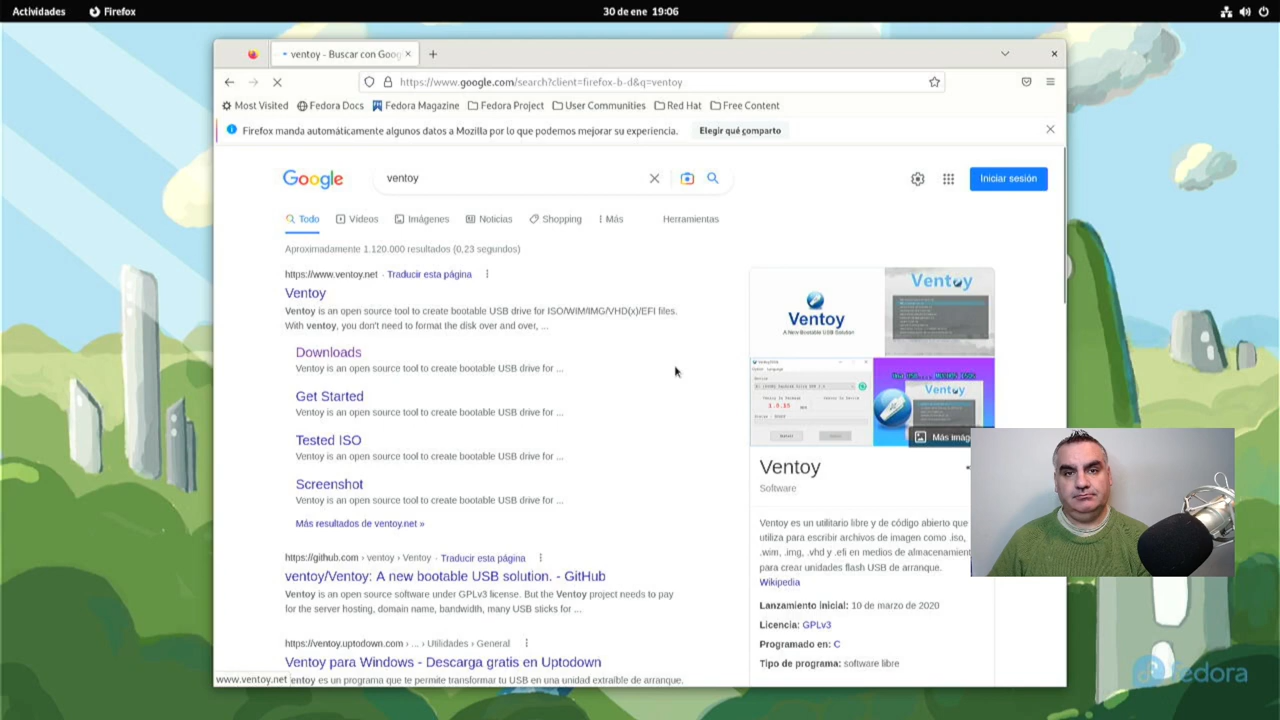 Actividades Firefox 30 de ene 19:06
ventoy - Buscar con Goog
https://www.google.com/search?client=firefox-b-d&q=ventoy
Most Visited Fedora Docs Fedora Magazine Fedora Project User Communities Red Hat Free Content
Firefox manda automáticamente algunos datos a Mozilla por lo que podemos mejorar su experiencia. Elegir qué comparto
Google ventoy Iniciar sesión
Todo Vídeos Imágenes Noticias Shopping Más Herramientas
Aproximadamente 1.120.000 resultados (0,23 segundos)
https://www.ventoy.net · Traducir esta página
Ventoy
Ventoy is an open source tool to create bootable USB drive for ISO/WIM/IMG/VHD(x)/EFI files.
With ventoy, you don't need to format the disk over and over, ...
Downloads
Ventoy is an open source tool to create bootable USB drive for ...
Get Started
Ventoy is an open source tool to create bootable USB drive for ...
Tested ISO
Ventoy is an open source tool to create bootable USB drive for ...
Screenshot
Ventoy is an open source tool to create bootable USB drive for ...
Más resultados de ventoy.net »
https://github.com › ventoy › Ventoy · Traducir esta página
ventoy/Ventoy: A new bootable USB solution. - GitHub
Ventoy is an open source software under GPLv3 license. But the Ventoy project needs to pay
for the server hosting, domain name, bandwidth, many USB sticks for ...
https://ventoy.uptodown.com › ... › Utilidades › General
Ventoy para Windows - Descarga gratis en Uptodown
entoy es un programa que te permite transformar tu USB en una unidad extraíble de arranque.
www.ventoy.net
Ventoy
A New Bootable USB Solution
Ventoy
Ventoy
Más imág
Ventoy
Software
Ventoy es un utilitario libre y de código abierto que
utiliza para escribir archivos de imagen como .iso,
.wim, .img, .vhd y .efi en medios de almacenamien
para crear unidades flash USB de arranque.
Wikipedia
Lanzamiento inicial: 10 de marzo de 2020
Licencia: GPLv3
Programado en: C
Tipo de programa: software libre
fedora